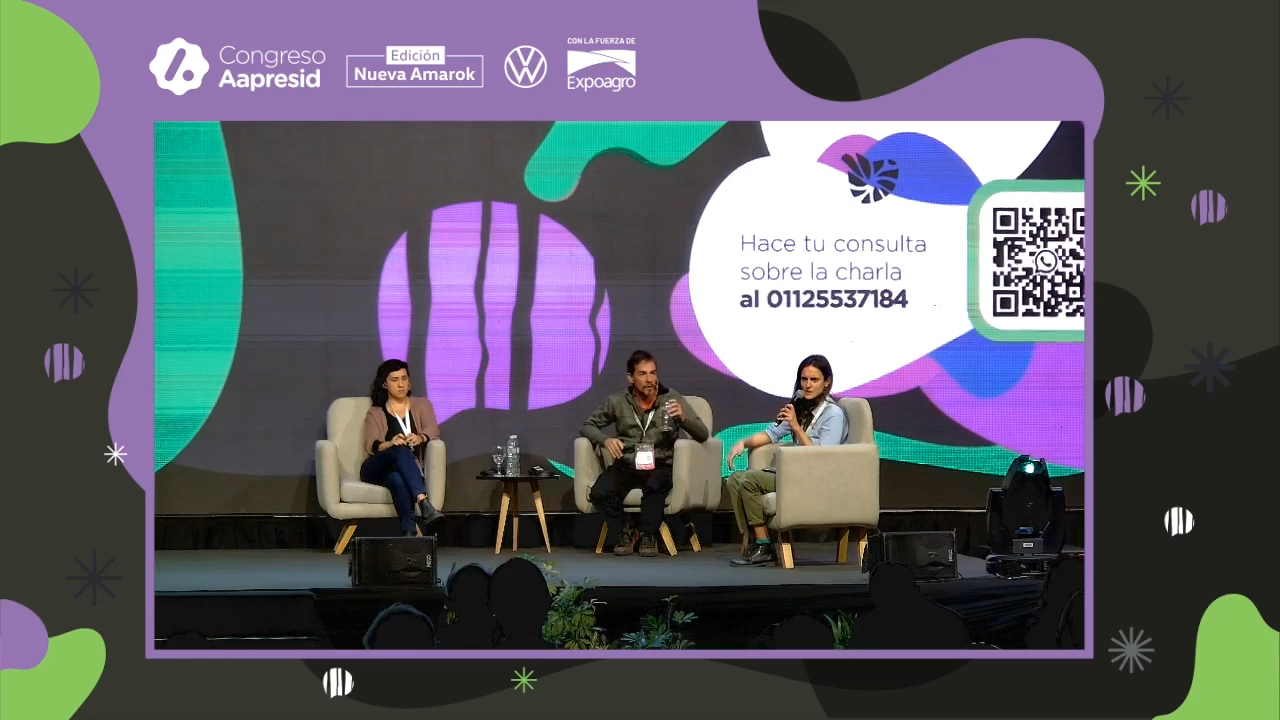 Congreso
Aapresid
Edición
Nueva Amarok
CON LA FUERZA DE
Expoagro
Hace tu consulta
sobre la charla
al 01125537184